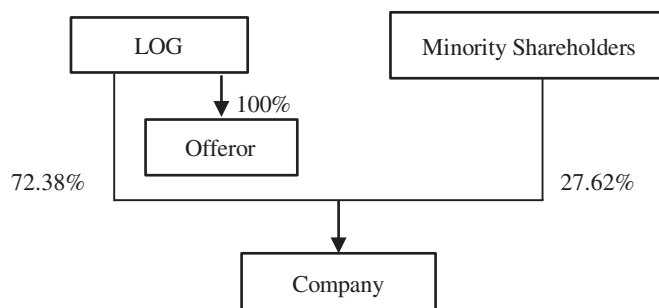 LOG
Minority Shareholders
100%
Offeror
72.38%
27.62%
Company